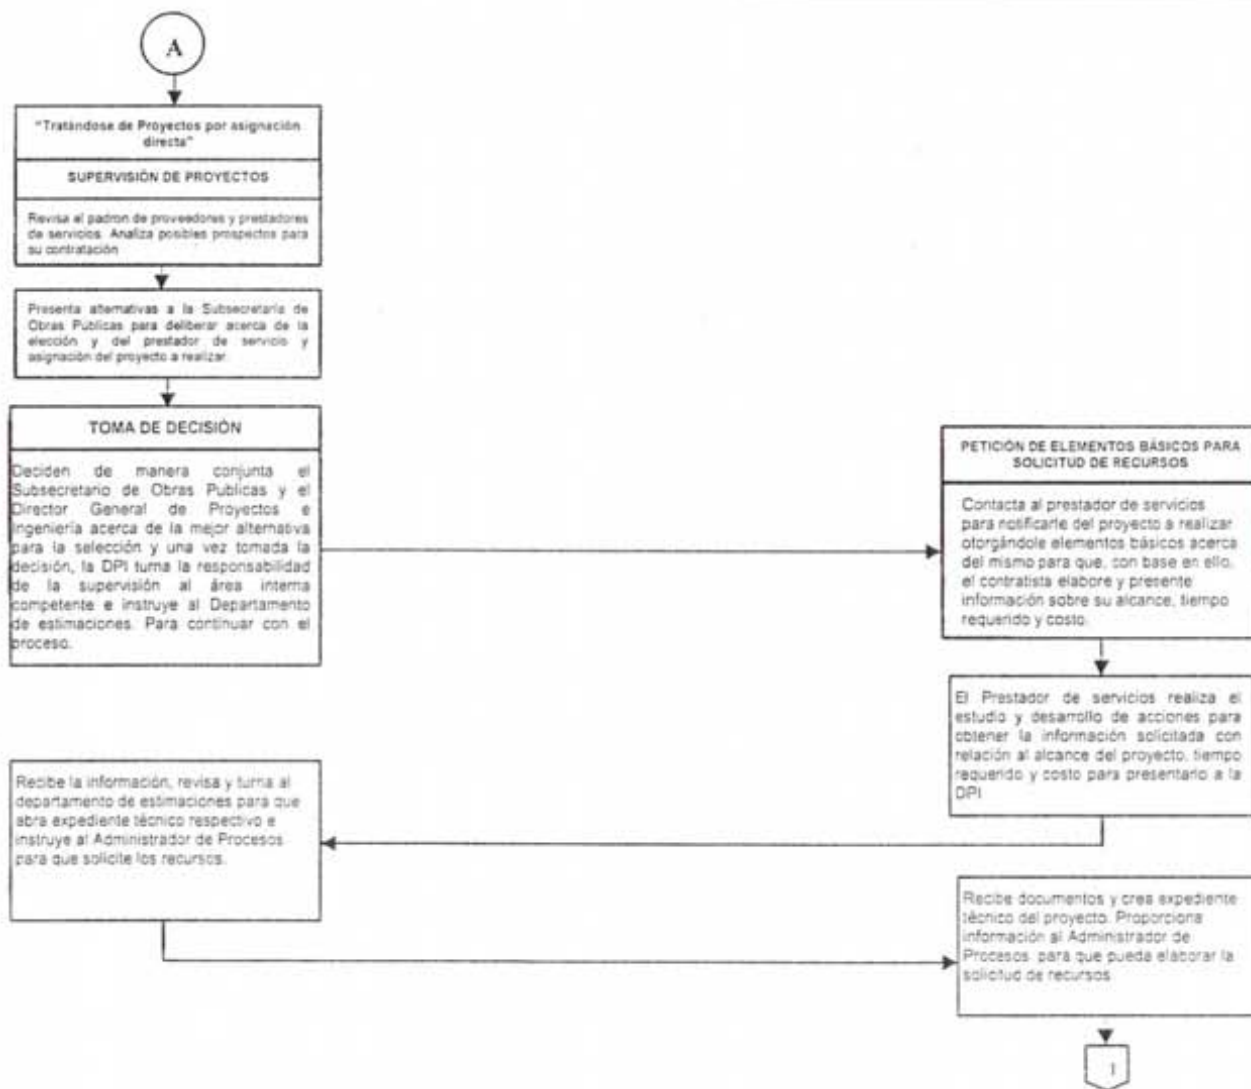 A
"Tratándose de Proyectos por asignación
directa"
SUPERVISIÓN DE PROYECTOS
Revisa el padron de proveedores y prestadores
de servicios. Analiza posibles prospectos para
su contratación
Presenta alternativas a la Subsecretaría de
Obras Públicas para deliberar acerca de la
elección y del prestador de servicio y
asignación del proyecto a realizar.
TOMA DE DECISIÓN
Deciden de manera conjunta el
Subsecretario de Obras Publicas y el
Director General de Proyectos e
Ingeniería acerca de la mejor alternativa
para la selección y una vez tomada la
decisión, la DPI turna la responsabilidad
de la supervisión al área interna
competente e instruye al Departamento
de estimaciones. Para continuar con el
proceso.
PETICIÓN DE ELEMENTOS BÁSICOS PARA
SOLICITUD DE RECURSOS
Contacta al prestador de servicios
para notificarle del proyecto a realizar
otorgándole elementos básicos acerca
del mismo para que, con base en ello,
el contratista elabore y presente
información sobre su alcance, tiempo
requerido y costo.
El Prestador de servicios realiza el
estudio y desarrollo de acciones para
obtener la información solicitada con
relación al alcance del proyecto, tiempo
requerido y costo para presentarlo a la
DPI
Recibe la información, revisa y turna al
departamento de estimaciones para que
abra expediente técnico respectivo e
instruye al Administrador de Procesos
para que solicite los recursos.
Recibe documentos y crea expediente
técnico del proyecto. Proporciona
información al Administrador de
Procesos para que pueda elaborar la
solicitud de recursos
1